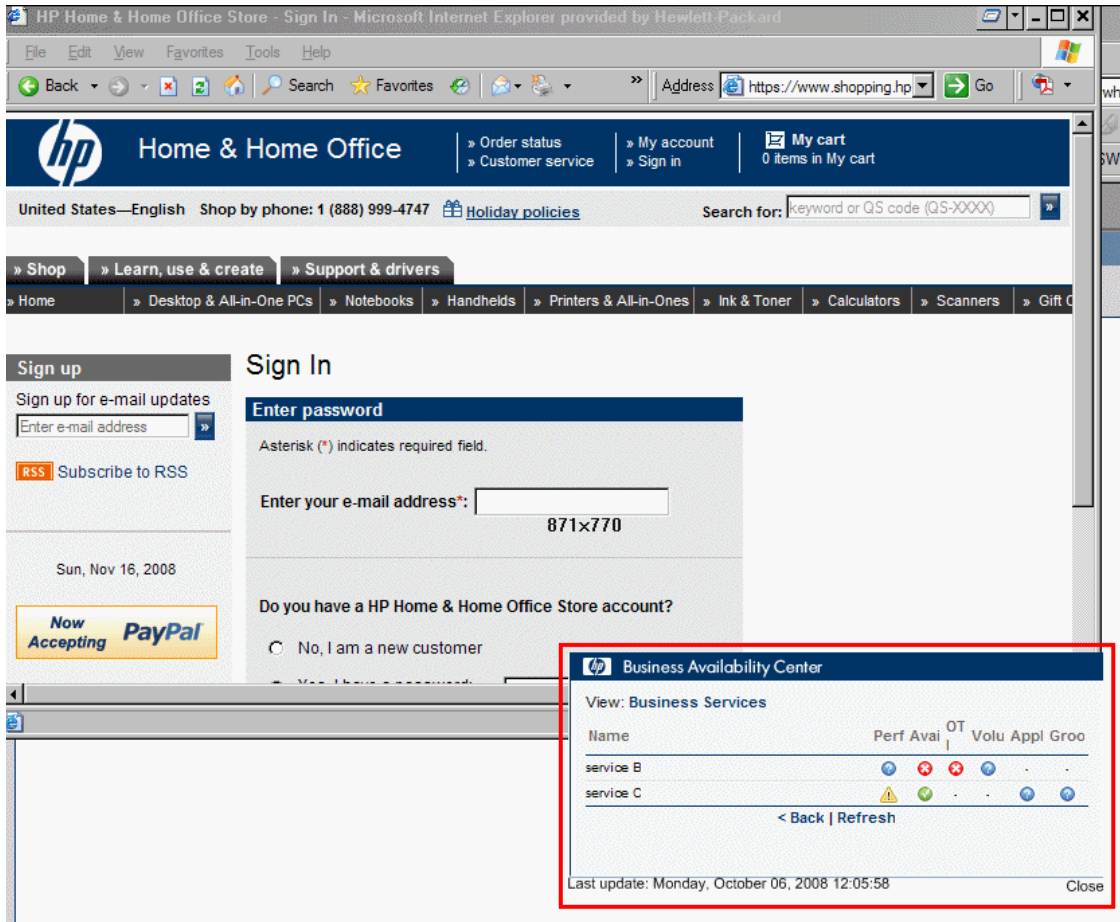 HP Home & Home Office Store - Sign In - Microsoft Internet Explorer provided by Hewlett-Packard
File Edit View Favorites Tools Help
Back Search Favorites » Address https://www.shopping.hp Go
hp Home & Home Office » Order status » My account My cart
» Customer service » Sign in 0 items in My cart
United States—English Shop by phone: 1 (888) 999-4747 Holiday policies Search for: keyword or QS code (QS-XXXX) »
» Shop » Learn, use & create » Support & drivers
» Home » Desktop & All-in-One PCs » Notebooks » Handhelds » Printers & All-in-Ones » Ink & Toner » Calculators » Scanners » Gift C
Sign up
Sign up for e-mail updates
Enter e-mail address »
RSS Subscribe to RSS
Sun, Nov 16, 2008
Now Accepting PayPal
Sign In
Enter password
Asterisk (*) indicates required field.
Enter your e-mail address*:
871x770
Do you have a HP Home & Home Office Store account?
No, I am a new customer
hp Business Availability Center
View: Business Services
Name Perf Avai OT I Volu Appl Groo
service B
service C
< Back | Refresh
Last update: Monday, October 06, 2008 12:05:58
Close